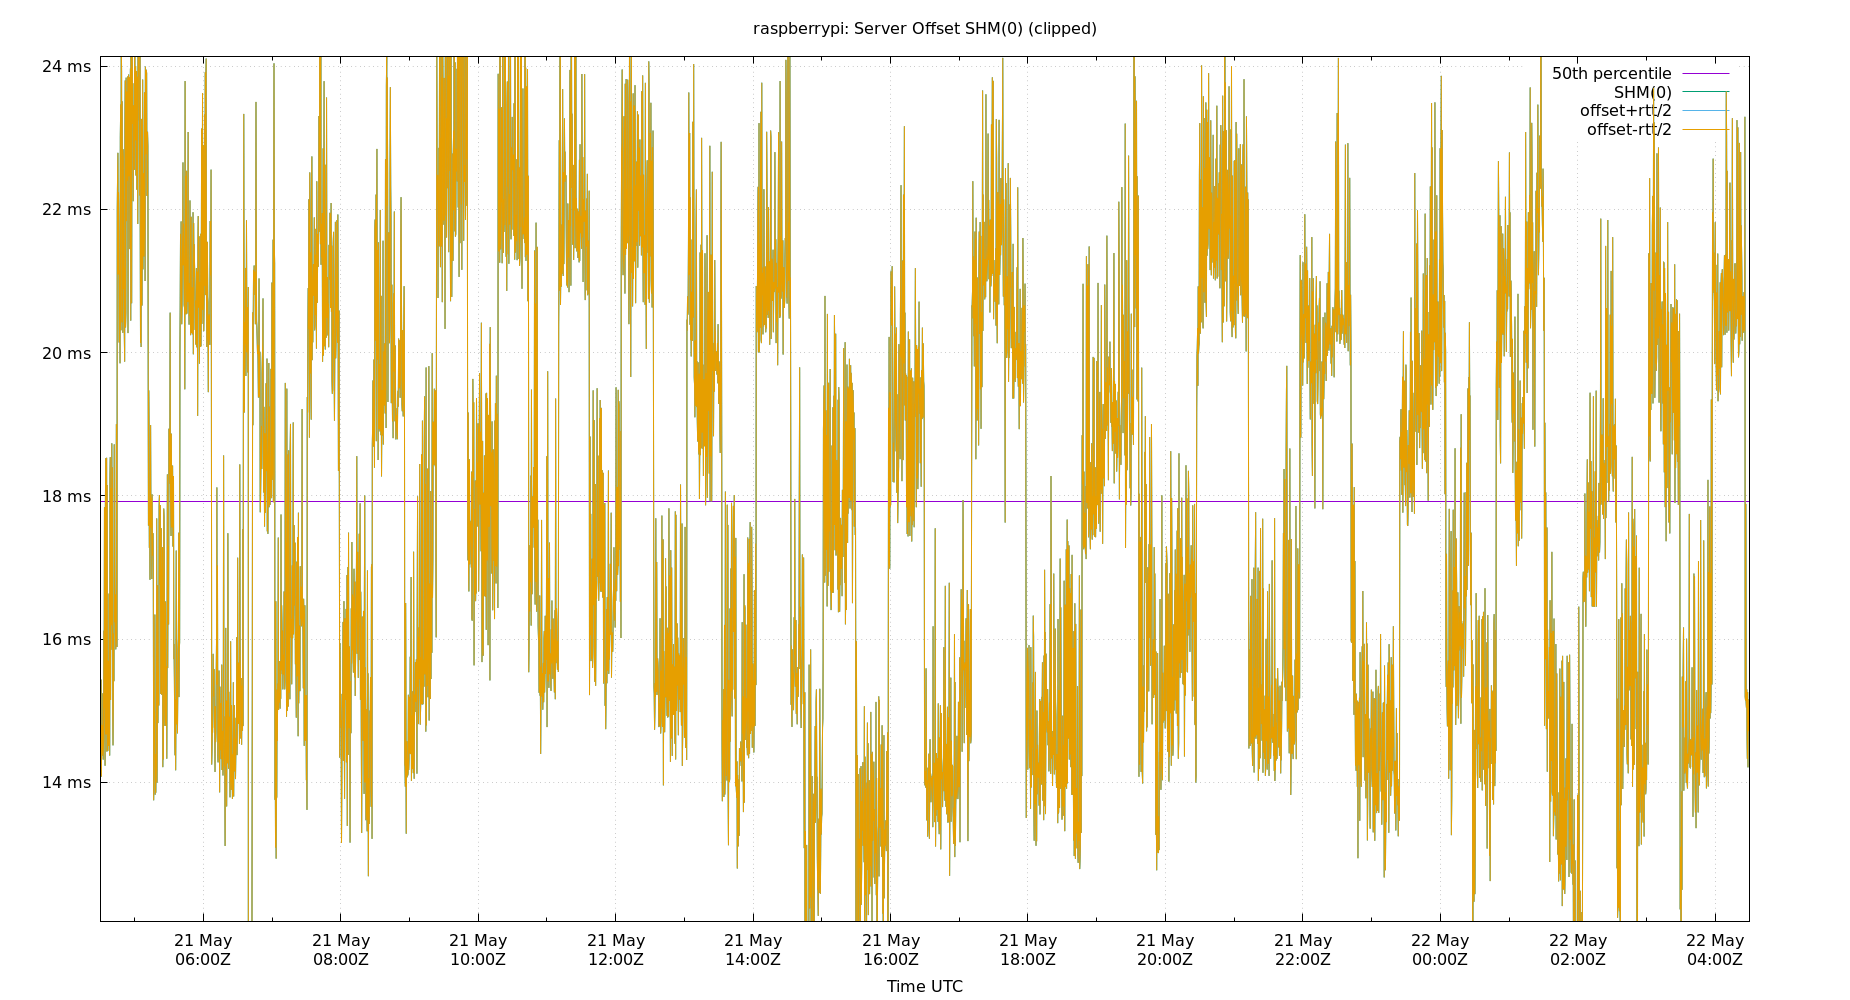 raspberrypi: Server Offset SHM(0) (clipped)
24 ms
22 ms
20 ms
18 ms
16 ms
14 ms
50th percentile
SHM(0)
offset+rtt/2
offset-rtt/2
21 May 21 May 21 May 21 May 21 May 21 May 21 May 21 May 21 May 22 May 22 May 22 May
06:00Z 08:00Z 10:00Z 12:00Z 14:00Z 16:00Z 18:00Z 20:00Z 22:00Z 00:00Z 02:00Z 04:00Z
Time UTC